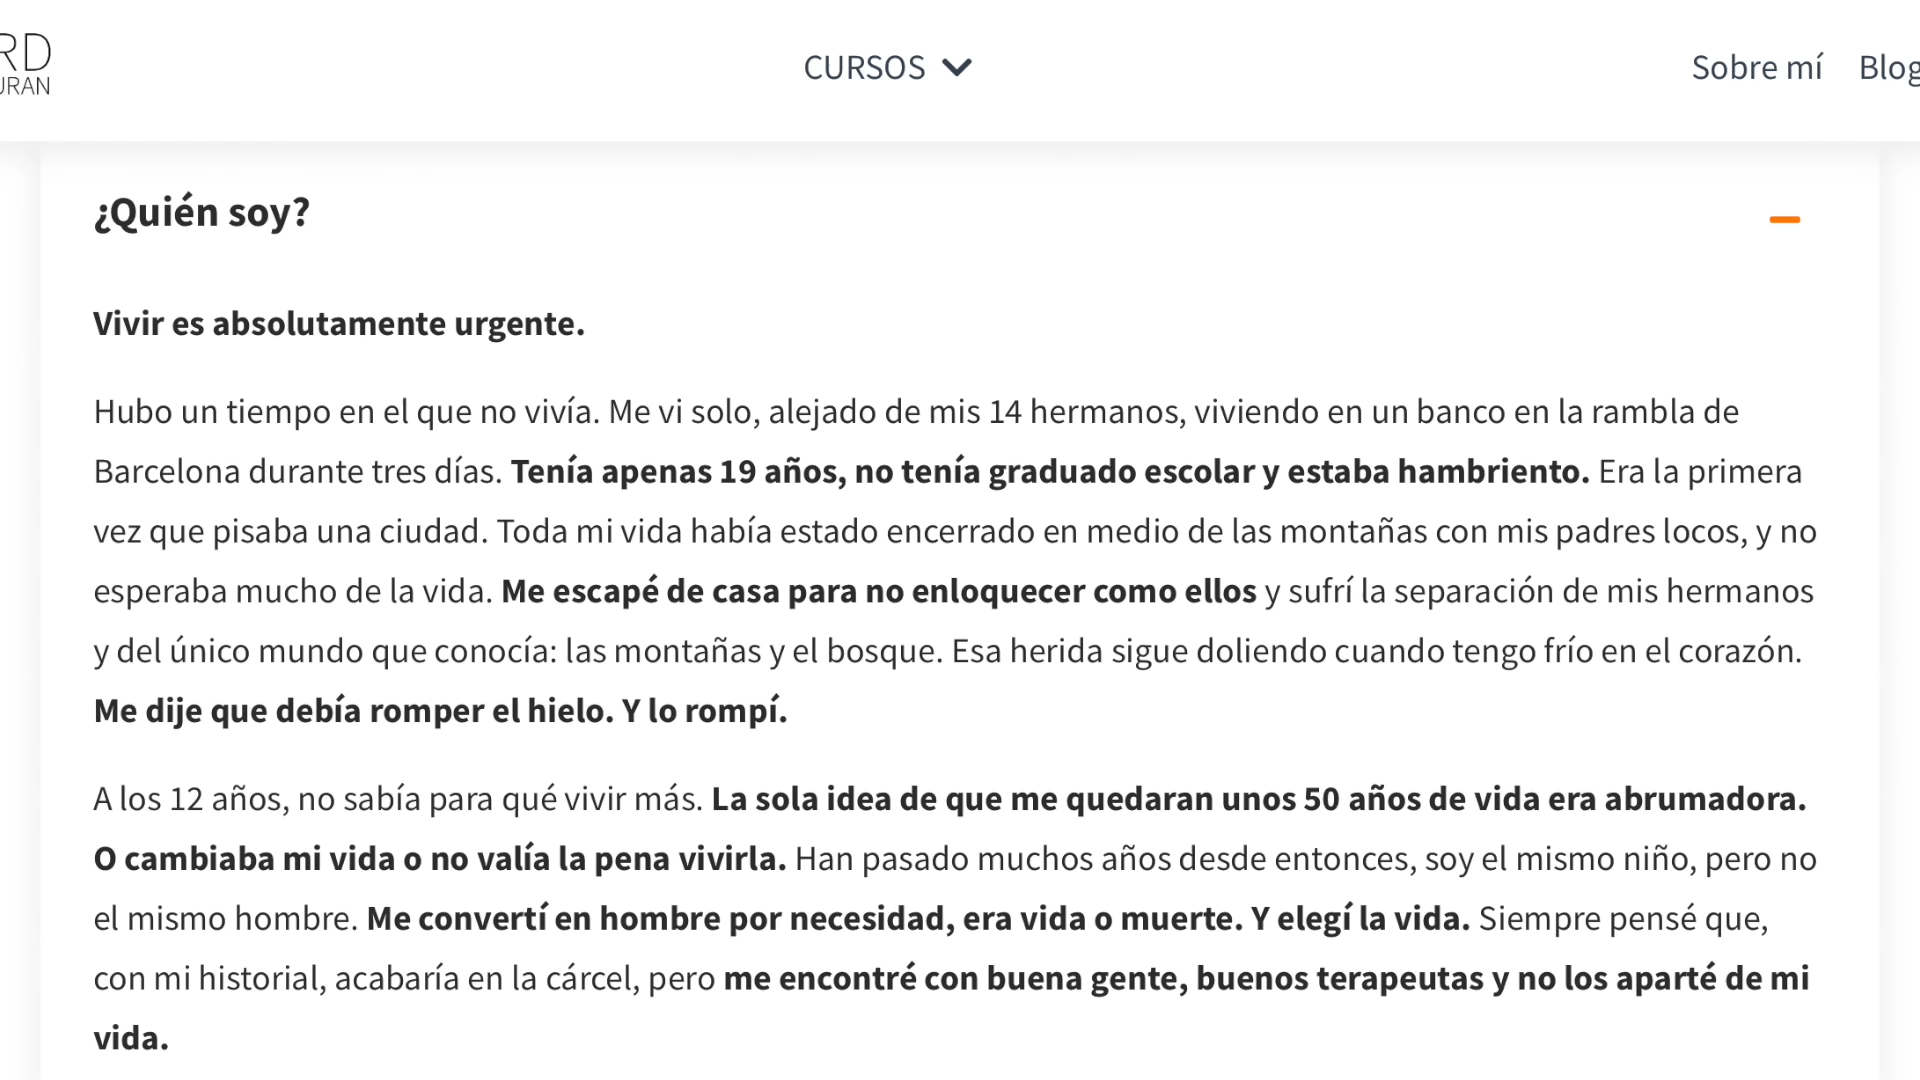 RD
URAN
CURSOS
Sobre mí
Blog
¿Quién soy?
Vivir es absolutamente urgente.
Hubo un tiempo en el que no vivía. Me vi solo, alejado de mis 14 hermanos, viviendo en un banco en la rambla de
Barcelona durante tres días. Tenía apenas 19 años, no tenía graduado escolar y estaba hambriento. Era la primera
vez que pisaba una ciudad. Toda mi vida había estado encerrado en medio de las montañas con mis padres locos, y no
esperaba mucho de la vida. Me escapé de casa para no enloquecer como ellos y sufrí la separación de mis hermanos
y del único mundo que conocía: las montañas y el bosque. Esa herida sigue doliendo cuando tengo frío en el corazón.
Me dije que debía romper el hielo. Y lo rompí.
A los 12 años, no sabía para qué vivir más. La sola idea de que me quedaran unos 50 años de vida era abrumadora.
O cambiaba mi vida o no valía la pena vivirla. Han pasado muchos años desde entonces, soy el mismo niño, pero no
el mismo hombre. Me convertí en hombre por necesidad, era vida o muerte. Y elegí la vida. Siempre pensé que,
con mi historial, acabaría en la cárcel, pero me encontré con buena gente, buenos terapeutas y no los aparté de mi
vida.